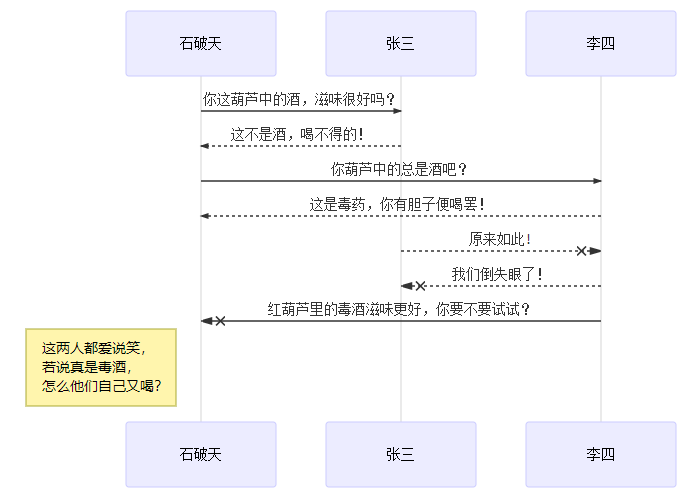 石破天
张三
李四
你这葫芦中的酒，滋味很好吗？
这不是酒，喝不得的！
你葫芦中的总是酒吧？
这是毒药，你有胆子便喝罢！
原来如此！
我们倒失眼了！
红葫芦里的毒酒滋味更好，你要不要试试？
这两人都爱说笑，
若说真是毒酒，
怎么他们自己又喝？
石破天
张三
李四